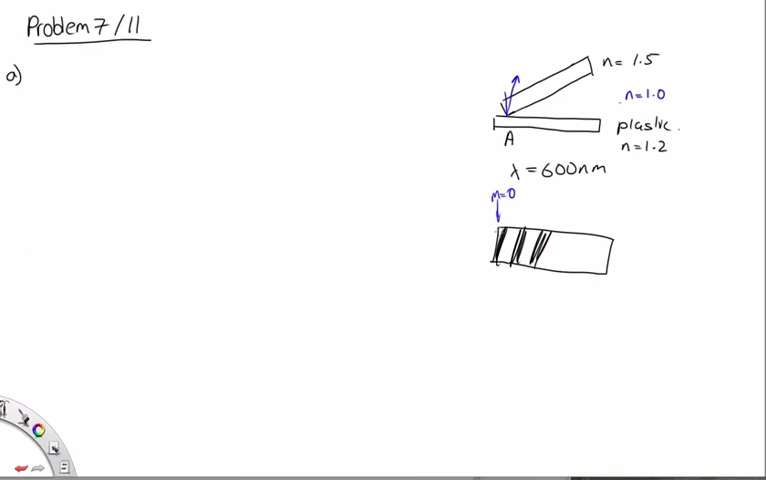 Problem 7/11
a)
n= 1.5
n=1.0
plastic.
n=1.2
A
λ=600nm
m=0